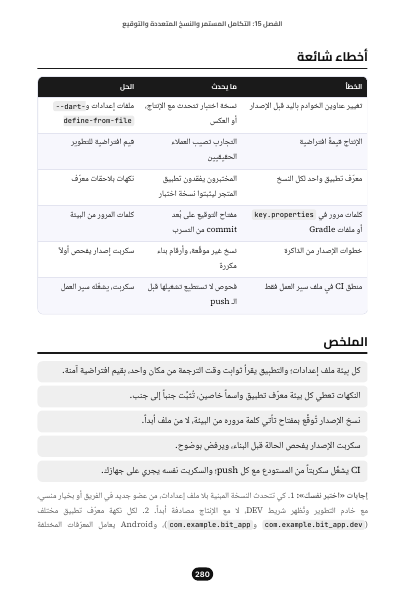 الفصل 15: التكامل المستمر والنسخ المتعددة والتوقيع
أخطاء شائعة
الخطأ ما يحدث الحل
تغيير عناوين الخوادم باليد قبل الإصدار نسخة اختبار تتحدث مع الإنتاج، ملفات إعدادات و--dart-
أو العكس define-from-file
الإنتاج قيمةً افتراضية التجارب تصيب العملاء قيم افتراضية للتطوير
الحقيقيين
معرّف تطبيق واحد لكل النسخ المختبرون يفقدون تطبيق نكهات بلاحقات معرّف
المتجر ليثبتوا نسخة اختبار
كلمات مرور في key.properties مفتاح التوقيع على بُعد كلمات المرور من البيئة
أو ملفات Gradle commit من التسرب
خطوات الإصدار من الذاكرة نسخ غير موقّعة، وأرقام بناء سكربت إصدار يفحص أولاً
مكررة
منطق CI في ملف سير العمل فقط فحوص لا تستطيع تشغيلها قبل سكربت، يشغّله سير العمل
الـ push
الملخص
كل بيئة ملف إعدادات؛ والتطبيق يقرأ ثوابت وقت الترجمة من مكان واحد، بقيم افتراضية آمنة.
النكهات تعطي كل بيئة معرّف تطبيق واسماً خاصين، تُثبَّت جنباً إلى جنب.
نسخ الإصدار تُوقَّع بمفتاح تأتي كلمة مروره من البيئة، لا من ملف أبداً.
سكربت الإصدار يفحص الحالة قبل البناء، ويرفض بوضوح.
CI يشغّل سكربتاً من المستودع مع كل push؛ والسكربت نفسه يجري على جهازك.
إجابات «اختبر نفسك»: 1. كي تتحدث النسخة المبنية بلا ملف إعدادات، من عضو جديد في الفريق أو بخيار منسي،
مع خادم التطوير وتُظهر شريط DEV، لا مع الإنتاج مصادفة أبداً. 2. لكل نكهة معرّف تطبيق مختلف
(com.example.bit_app.dev وcom.example.bit_app)، وAndroid يعامل المعرّفات المختلفة
280